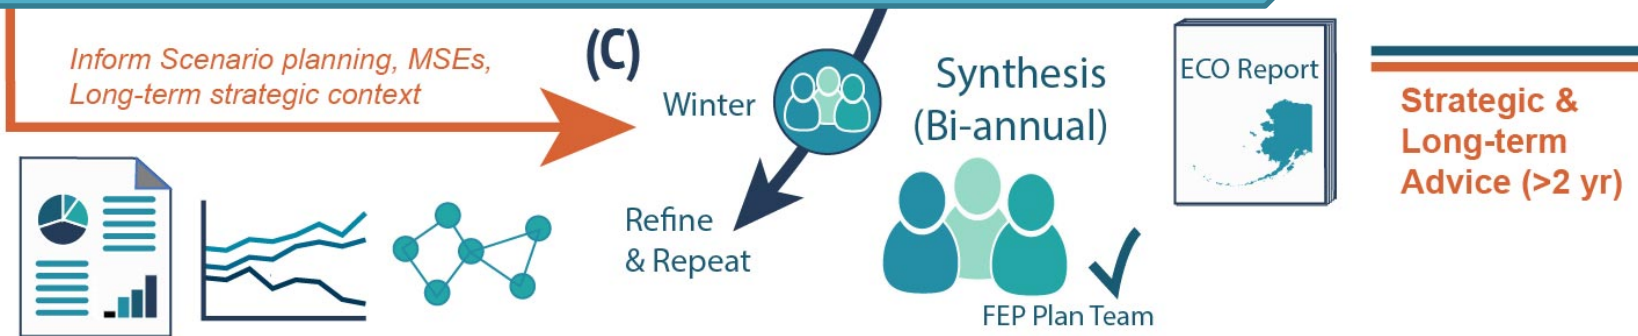 Inform Scenario planning, MSEs,
Long-term strategic context
(C)
Winter
Refine
& Repeat
Synthesis
(Bi-annual)
FEP Plan Team
ECO Report
Strategic &
Long-term
Advice (>2 yr)